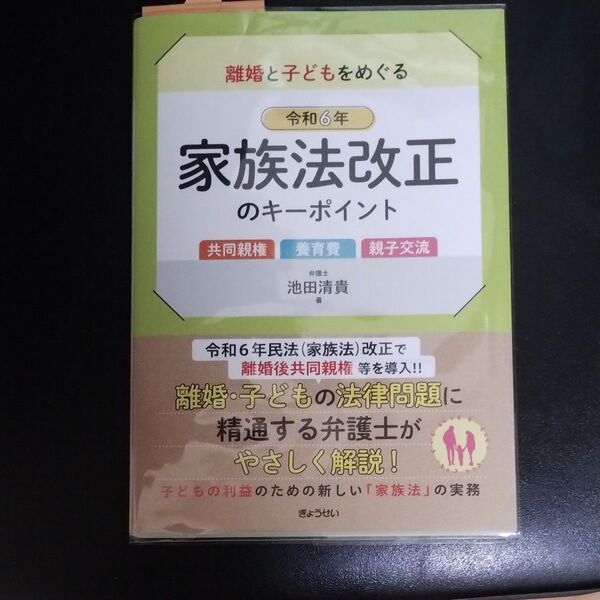 離婚と子どもをめぐる
令和6年
家族法改正
のキーポイント
共同親権 養育費 親子交流
弁護士
池田清貴
著
令和6年民法(家族法)改正で
離婚後共同親権 等を導入!!
離婚・子どもの法律問題に
精通する弁護士が
やさしく解説!
子どもの利益のための新しい「家族法」の実務
ぎょうせい